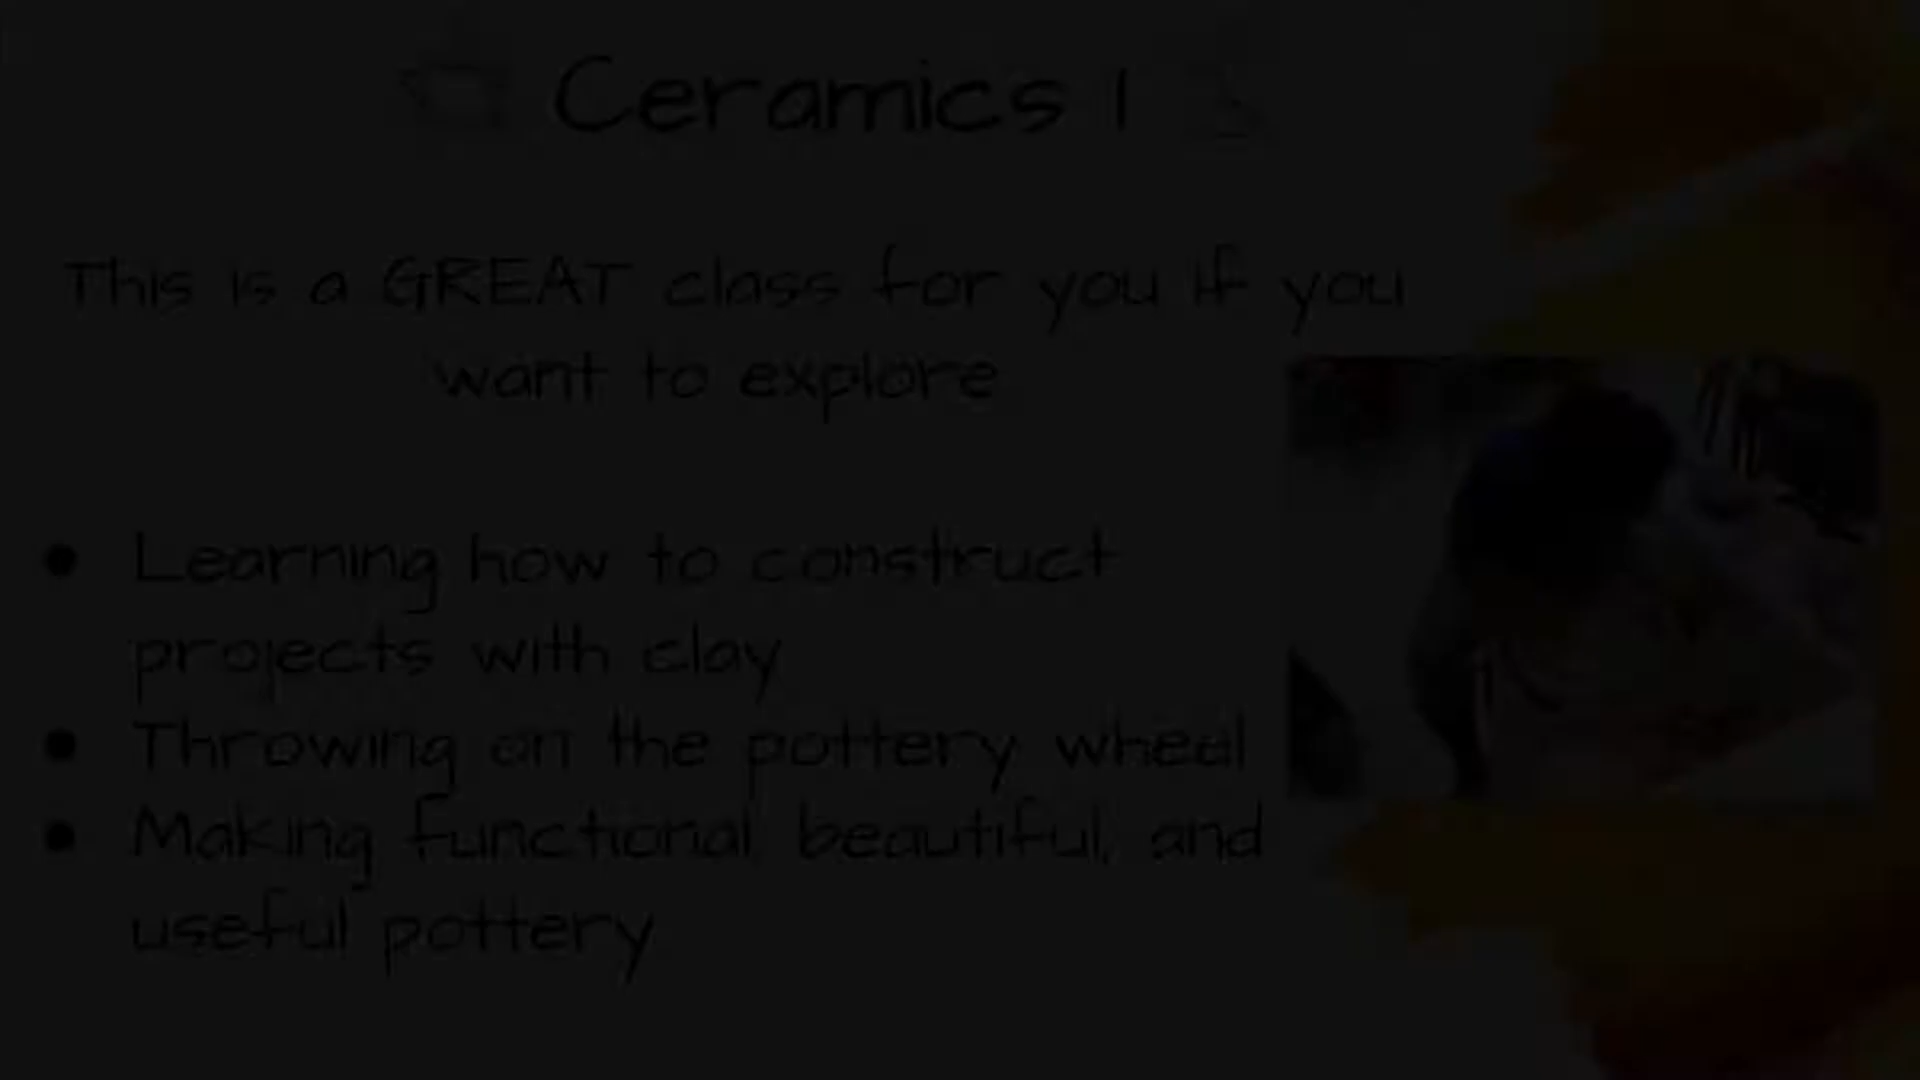 Ceramics 1
This is a GREAT class for you if you
want to explore
● Learning how to construct
projects with clay
● Throwing on the pottery wheel
● Making functional, beautiful, and
useful pottery